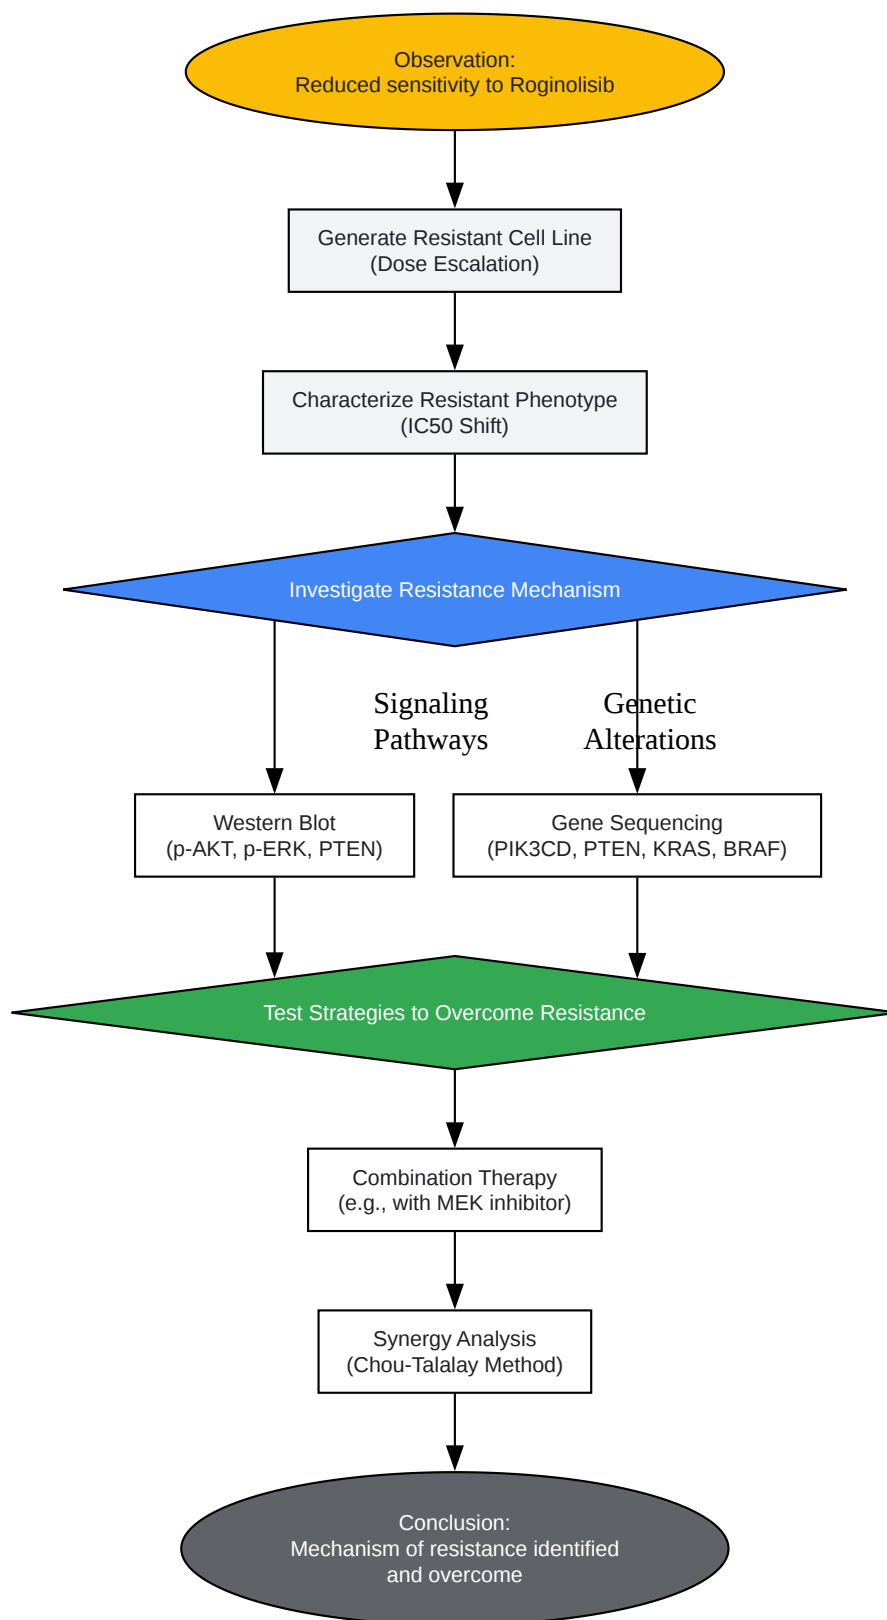 Observation:
Reduced sensitivity to Roginolisib
Generate Resistant Cell Line
(Dose Escalation)
Characterize Resistant Phenotype
(IC50 Shift)
Investigate Resistance Mechanism
Signaling
Pathways
Genetic
Alterations
Western Blot
(p-AKT, p-ERK, PTEN)
Gene Sequencing
(PIK3CD, PTEN, KRAS, BRAF)
Test Strategies to Overcome Resistance
Combination Therapy
(e.g., with MEK inhibitor)
Synergy Analysis
(Chou-Talalay Method)
Conclusion:
Mechanism of resistance identified
and overcome